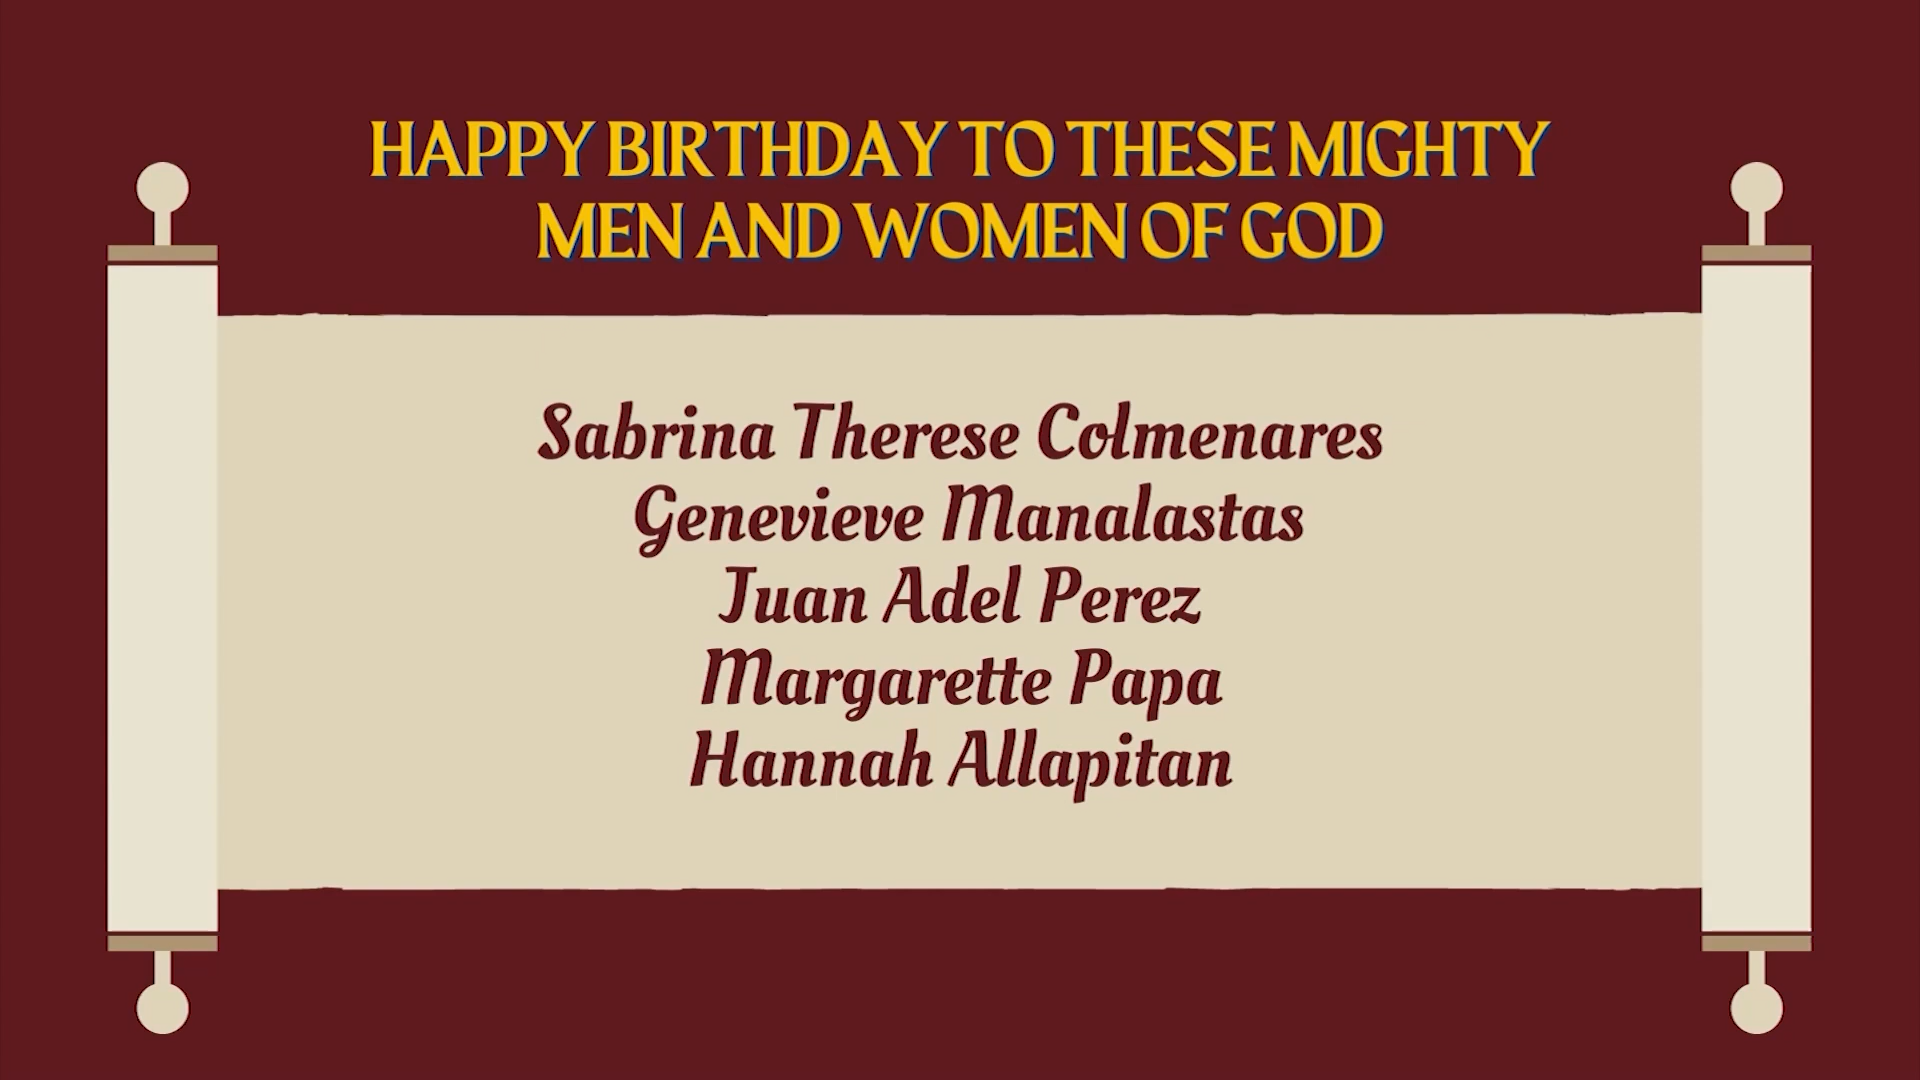 HAPPY BIRTHDAY TO THESE MIGHTY
MEN AND WOMEN OF GOD
Sabrina Therese Colmenares
Genevieve Manalastas
Juan Adel Perez
Margarette Papa
Hannah Allapitan